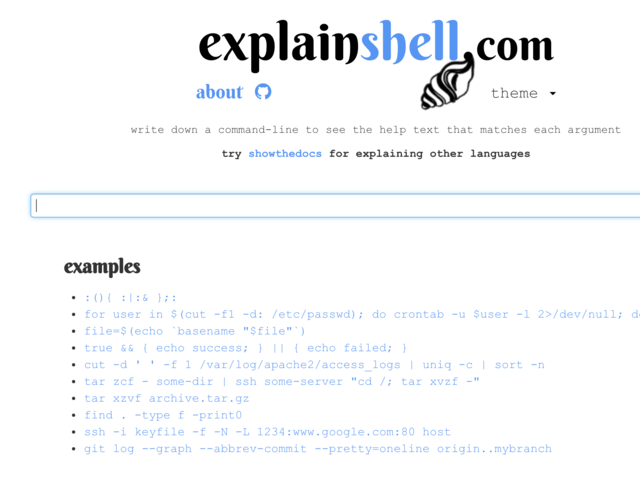 explainshell.com
about theme
write down a command-line to see the help text that matches each argument
try showthedocs for explaining other languages
examples
:(){ :|:& };:
for user in $(cut -f1 -d: /etc/passwd); do crontab -u $user -l 2>/dev/null; d
file=$(echo `basename "$file"`)
true && { echo success; } || { echo failed; }
cut -d ' ' -f 1 /var/log/apache2/access_logs | uniq -c | sort -n
tar zcf - some-dir | ssh some-server "cd /; tar xvzf -"
tar xzvf archive.tar.gz
find . -type f -print0
ssh -i keyfile -f -N -L 1234:www.google.com:80 host
git log --graph --abbrev-commit --pretty=oneline origin..mybranch